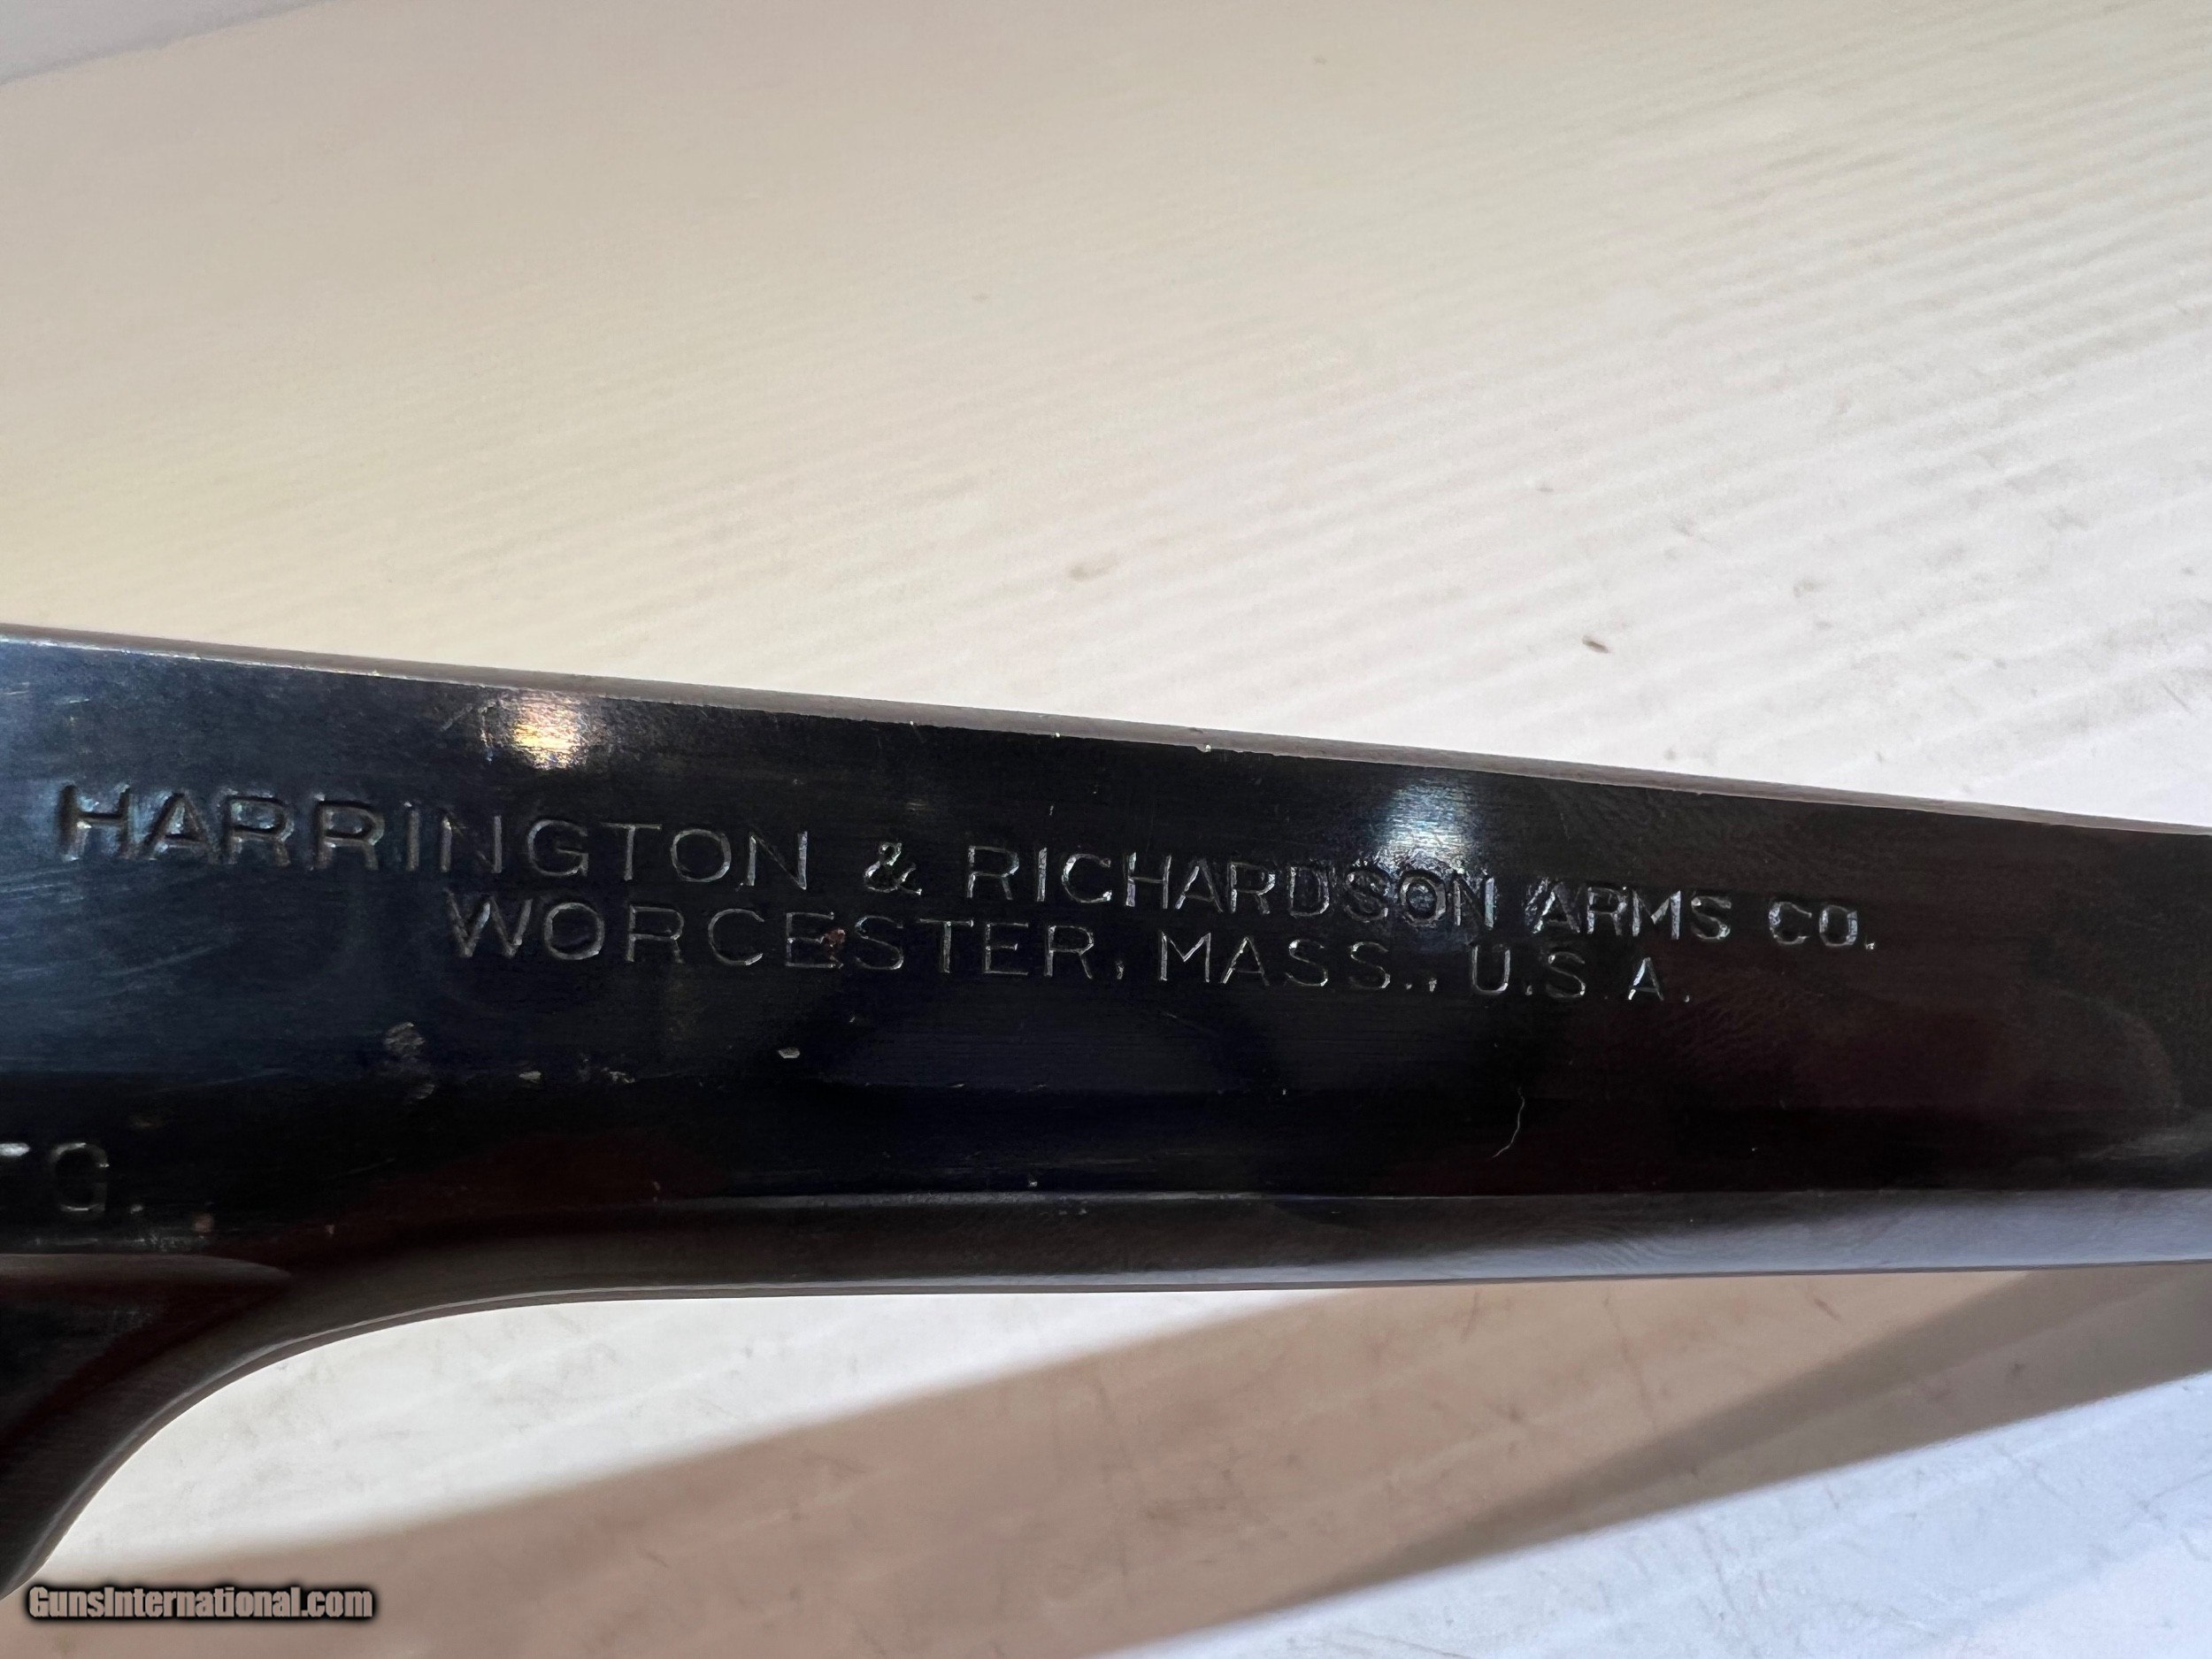 HARRINGTON & RICHARDSON ARMS CO.
WORCESTER, MASS., U.S.A.
G.
GunsInternational.com